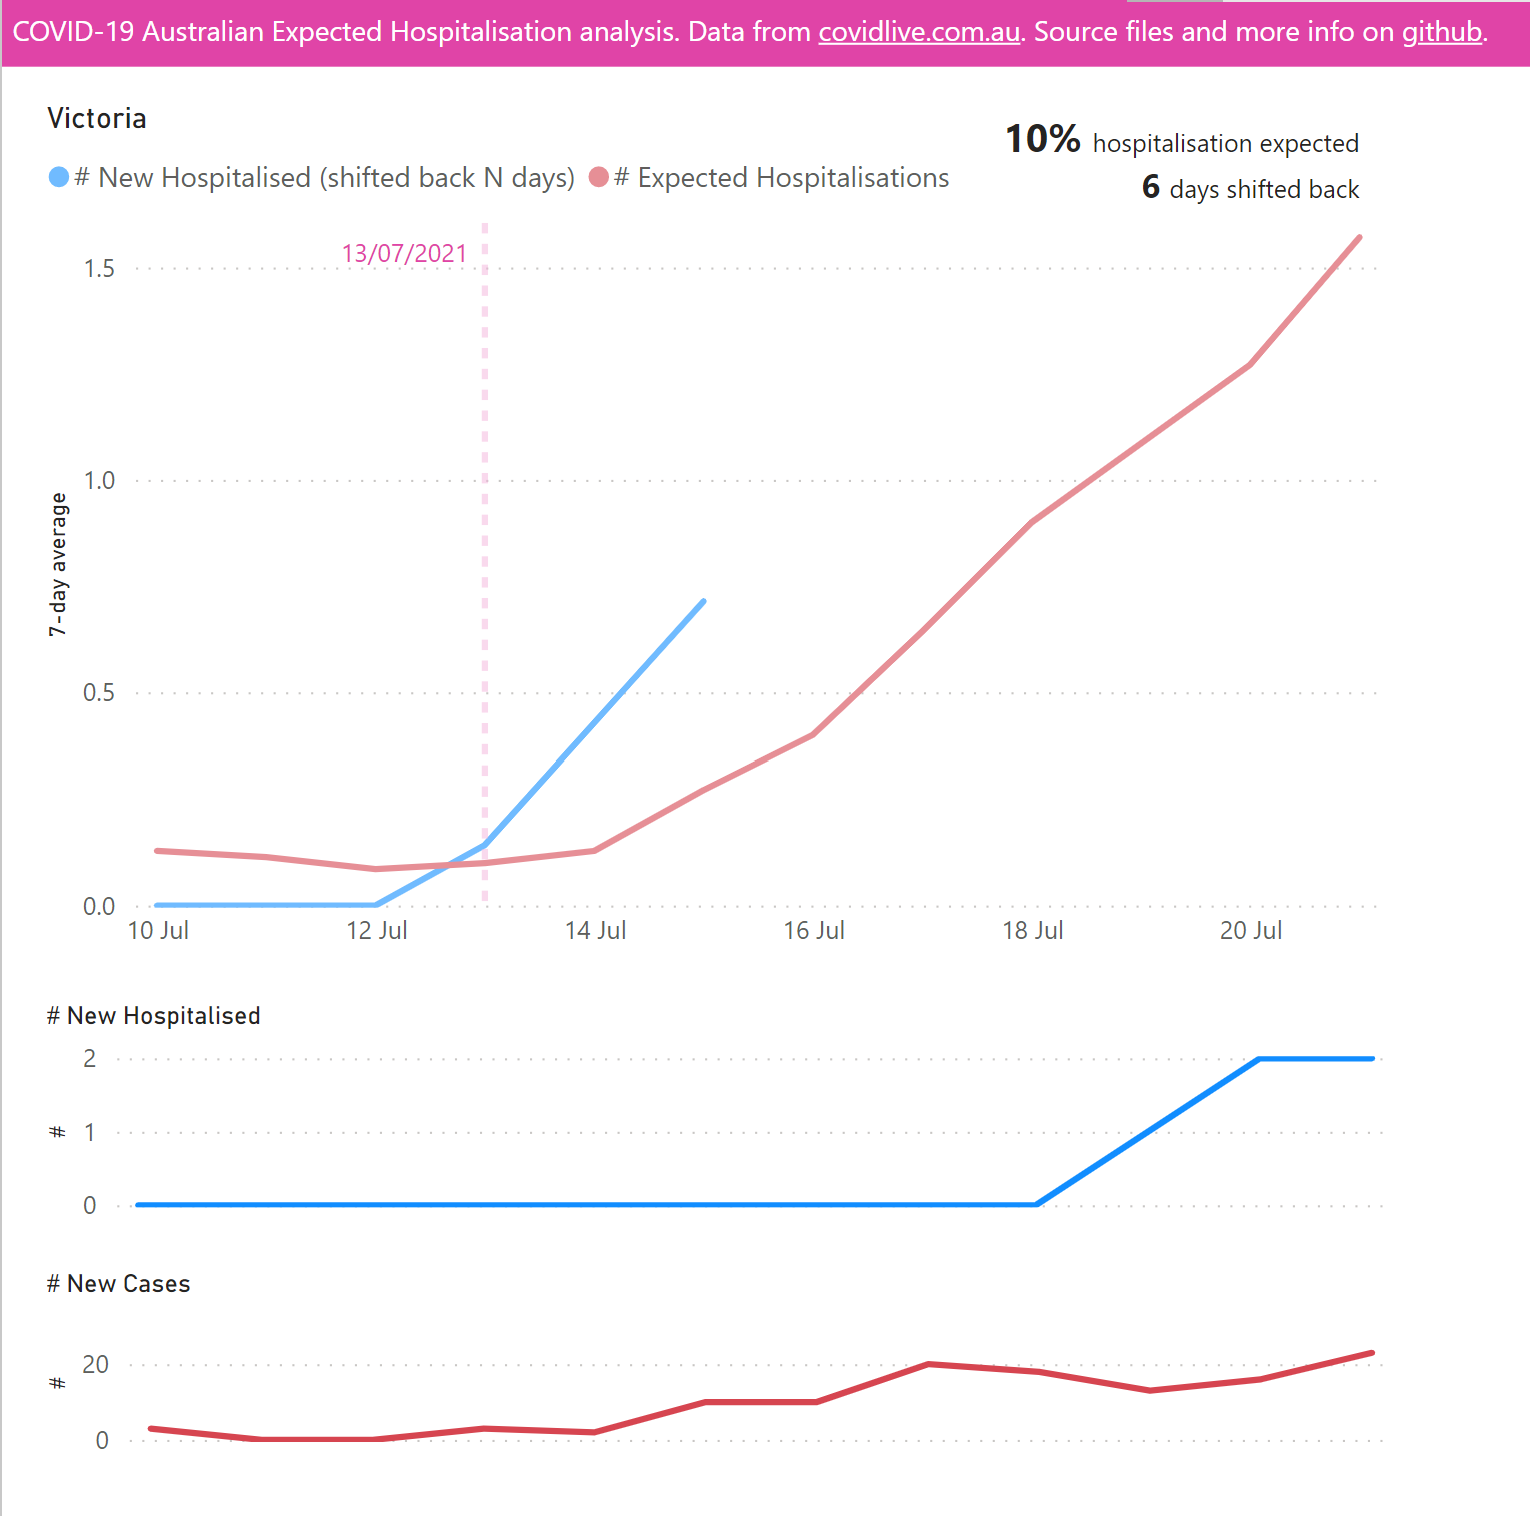 COVID-19 Australian Expected Hospitalisation analysis. Data from covidlive.com.au. Source files and more info on github.
Victoria
10% hospitalisation expected
# New Hospitalised (shifted back N days) # Expected Hospitalisations
6 days shifted back
13/07/2021
1.5
1.0
7-day average
0.5
0.0
10 Jul 12 Jul 14 Jul 16 Jul 18 Jul 20 Jul
# New Hospitalised
2
# 1
0
# New Cases
20
#
0